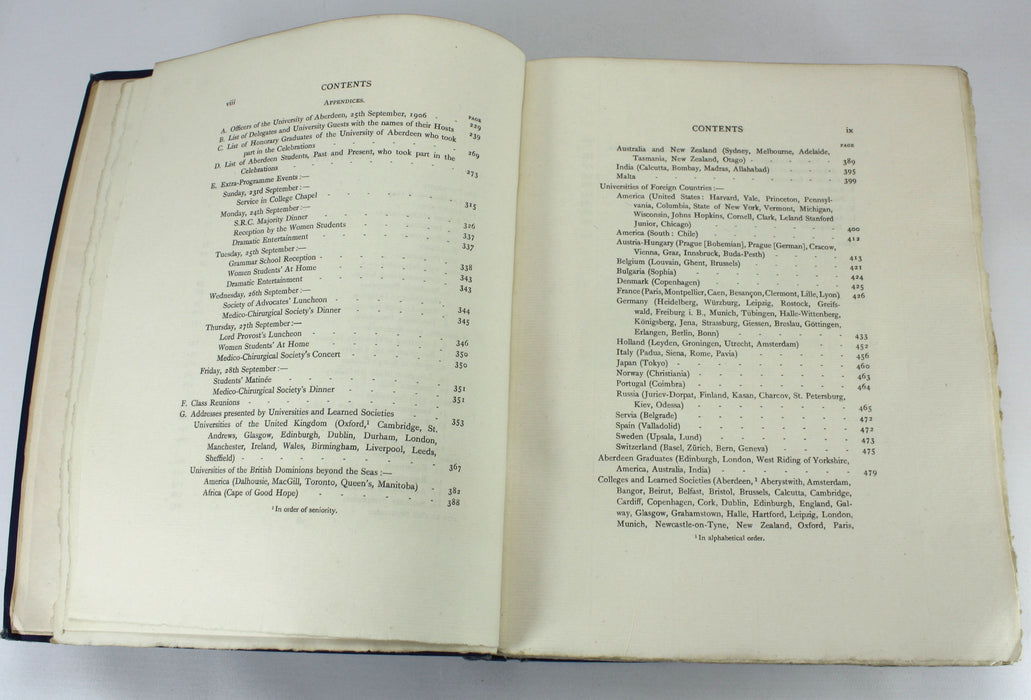 CONTENTS
viii
APPENDICES.
PAGE
A. Officers of the University of Aberdeen, 25th September, 1906 - - 229
B. List of Delegates and University Guests with the names of their Hosts 239
C. List of Honorary Graduates of the University of Aberdeen who took
part in the Celebrations - - - - - 269
D. List of Aberdeen Students, Past and Present, who took part in the
Celebrations - - - - - - 273
E. Extra-Programme Events:—
Sunday, 23rd September:—
Service in College Chapel - - - - - 315
Monday, 24th September:—
S.R.C. Majority Dinner - - - - - 326
Reception by the Women Students - - - - 337
Dramatic Entertainment - - - - - 337
Tuesday, 25th September:—
Grammar School Reception - - - - - 338
Women Students' At Home - - - - - 343
Dramatic Entertainment - - - - - 343
Wednesday, 26th September:—
Society of Advocates' Luncheon - - - - 344
Medico-Chirurgical Society's Dinner - - - - 345
Thursday, 27th September:—
Lord Provost's Luncheon - - - - - 346
Women Students' At Home - - - - - 350
Medico-Chirurgical Society's Concert - - - - 350
Friday, 28th September:—
Students' Matinée - - - - - - 351
Medico-Chirurgical Society's Dinner - - - - 351
F. Class Reunions - - - - - -
G. Addresses presented by Universities and Learned Societies 353
Universities of the United Kingdom (Oxford,¹ Cambridge, St.
Andrews, Glasgow, Edinburgh, Dublin, Durham, London,
Manchester, Ireland, Wales, Birmingham, Liverpool, Leeds,
Sheffield) - - - - - - 367
Universities of the British Dominions beyond the Seas:—
America (Dalhousie, MacGill, Toronto, Queen's, Manitoba) - 382
Africa (Cape of Good Hope) - - - - 388
¹ In order of seniority.
CONTENTS
ix
PAGE
Australia and New Zealand (Sydney, Melbourne, Adelaide,
Tasmania, New Zealand, Otago) - - - - 389
India (Calcutta, Bombay, Madras, Allahabad) - - - 395
Malta - - - - - - - 399
Universities of Foreign Countries:—
America (United States: Harvard, Yale, Princeton, Pennsyl-
vania, Columbia, State of New York, Vermont, Michigan,
Wisconsin, Johns Hopkins, Cornell, Clark, Leland Stanford
Junior, Chicago) - - - - - 400
America (South: Chile) - - - - - 412
Austria-Hungary (Prague [Bohemian], Prague [German], Cracow,
Vienna, Graz, Innsbruck, Buda-Pesth) - - - 413
Belgium (Louvain, Ghent, Brussels) - - - - 421
Bulgaria (Sophia) - - - - - - 424
Denmark (Copenhagen) - - - - - 425
France (Paris, Montpellier, Caen, Besançon, Clermont, Lille, Lyon) 426
Germany (Heidelberg, Würzburg, Leipzig, Rostock, Greifs-
wald, Freiburg i. B., Munich, Tübingen, Halle-Wittenberg,
Königsberg, Jena, Strassburg, Giessen, Breslau, Göttingen,
Erlangen, Berlin, Bonn) - - - - 433
Holland (Leyden, Groningen, Utrecht, Amsterdam) - - 452
Italy (Padua, Siena, Rome, Pavia) - - - - 456
Japan (Tokyo) - - - - - - 460
Norway (Christiania) - - - - - 463
Portugal (Coimbra) - - - - - 464
Russia (Juriev-Dorpat, Finland, Kasan, Charcov, St. Petersburg,
Kiev, Odessa) - - - - - 465
Servia (Belgrade) - - - - - - 472
Spain (Valladolid) - - - - - - 472
Sweden (Upsala, Lund) - - - - - 473
Switzerland (Basel, Zürich, Bern, Geneva) - - - 475
Aberdeen Graduates (Edinburgh, London, West Riding of Yorkshire,
America, Australia, India) - - - - 479
Colleges and Learned Societies (Aberdeen,¹ Aberystwith, Amsterdam,
Bangor, Beirut, Belfast, Bristol, Brussels, Calcutta, Cambridge,
Cardiff, Copenhagen, Cork, Dublin, Edinburgh, England, Gal-
way, Glasgow, Grahamstown, Halle, Hartford, Leipzig, London,
Munich, Newcastle-on-Tyne, New Zealand, Oxford, Paris,
¹ In alphabetical order.